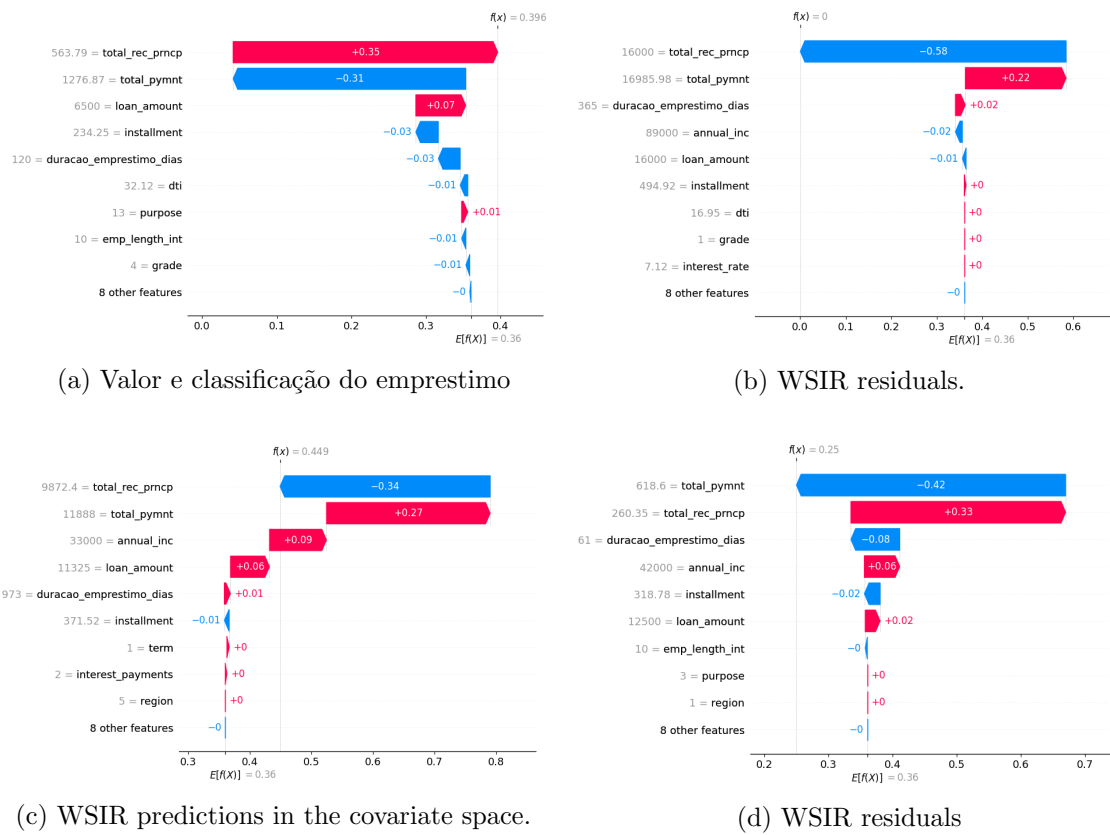 f(x) = 0.396
563.79 = total_rec_prncp
+0.35
1276.87 = total_pymnt
−0.31
6500 = loan_amount
+0.07
234.25 = installment
−0.03
120 = duracao_emprestimo_dias
−0.03
32.12 = dti
−0.01
13 = purpose
+0.01
10 = emp_length_int
−0.01
4 = grade
−0.01
8 other features
−0
0.0 0.1 0.2 0.3 0.4
E[f(X)] = 0.36
(a) Valor e classificação do emprestimo
f(x) = 0
16000 = total_rec_prncp
−0.58
16985.98 = total_pymnt
+0.22
365 = duracao_emprestimo_dias
+0.02
89000 = annual_inc
−0.02
16000 = loan_amount
−0.01
494.92 = installment
+0
16.95 = dti
+0
1 = grade
+0
7.12 = interest_rate
+0
8 other features
−0
0.0 0.1 0.2 0.3 0.4 0.5 0.6
E[f(X)] = 0.36
(b) WSIR residuals.
f(x) = 0.449
9872.4 = total_rec_prncp
−0.34
11888 = total_pymnt
+0.27
33000 = annual_inc
+0.09
11325 = loan_amount
+0.06
973 = duracao_emprestimo_dias
+0.01
371.52 = installment
−0.01
1 = term
+0
2 = interest_payments
+0
5 = region
+0
8 other features
−0
0.3 0.4 0.5 0.6 0.7 0.8
E[f(X)] = 0.36
(c) WSIR predictions in the covariate space.
f(x) = 0.25
618.6 = total_pymnt
−0.42
260.35 = total_rec_prncp
+0.33
61 = duracao_emprestimo_dias
−0.08
42000 = annual_inc
+0.06
318.78 = installment
−0.02
12500 = loan_amount
+0.02
10 = emp_length_int
−0
3 = purpose
+0
1 = region
+0
8 other features
−0
0.2 0.3 0.4 0.5 0.6 0.7
E[f(X)] = 0.36
(d) WSIR residuals